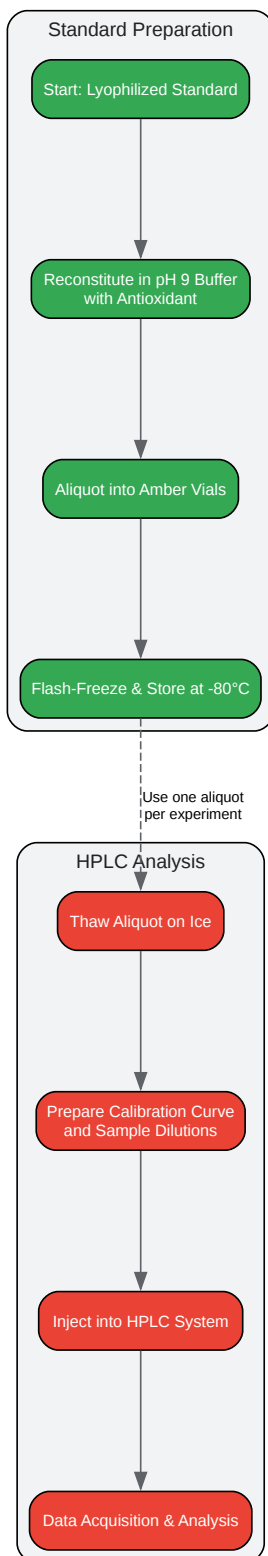 Standard Preparation
Start: Lyophilized Standard
Reconstitute in pH 9 Buffer
with Antioxidant
Aliquot into Amber Vials
Flash-Freeze & Store at -80°C
Use one aliquot
per experiment
HPLC Analysis
Thaw Aliquot on Ice
Prepare Calibration Curve
and Sample Dilutions
Inject into HPLC System
Data Acquisition & Analysis